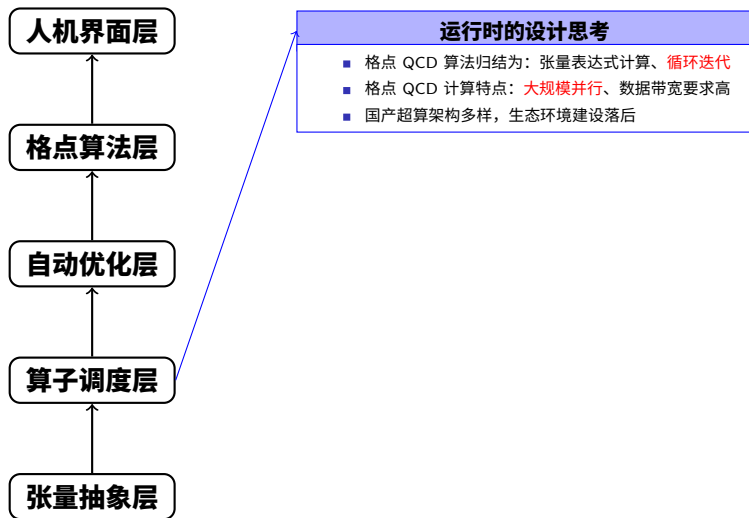 人机界面层
格点算法层
自动优化层
算子调度层
张量抽象层
运行时的设计思考
格点 QCD 算法归结为：张量表达式计算、循环迭代
格点 QCD 计算特点：大规模并行、数据带宽要求高
国产超算架构多样，生态环境建设落后